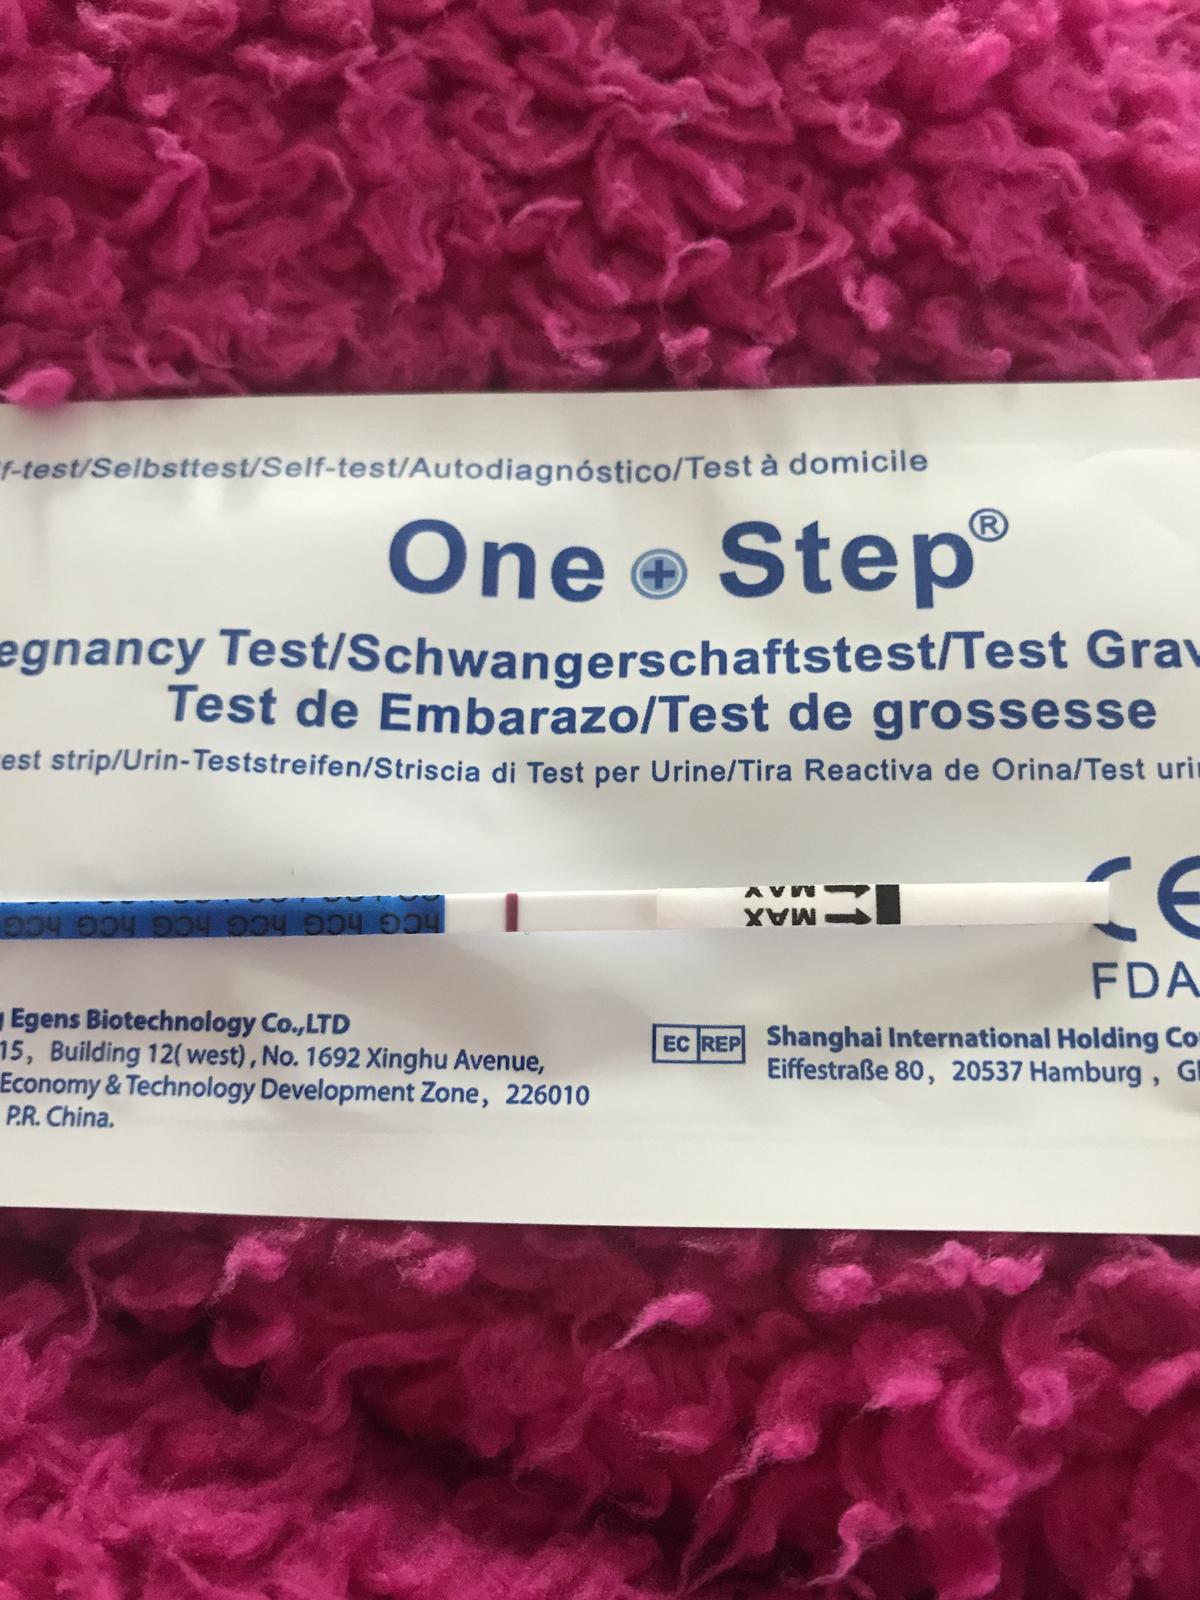 f-test/Selbsttest/Self-test/Autodiagnóstico/Test à domicile
One + Step®
egnancy Test/Schwangerschaftstest/Test Grav
Test de Embarazo/Test de grossesse
est strip/Urin-Teststreifen/Striscia di Test per Urine/Tira Reactiva de Orina/Test uri
hCG hCG hCG hCG hCG hCG
MAX
MAX
CE
FDA
Egens Biotechnology Co.,LTD
15, Building 12(west), No. 1692 Xinghu Avenue,
Economy & Technology Development Zone, 226010
P.R. China.
EC REP
Shanghai International Holding Co
Eiffestraße 80, 20537 Hamburg, G